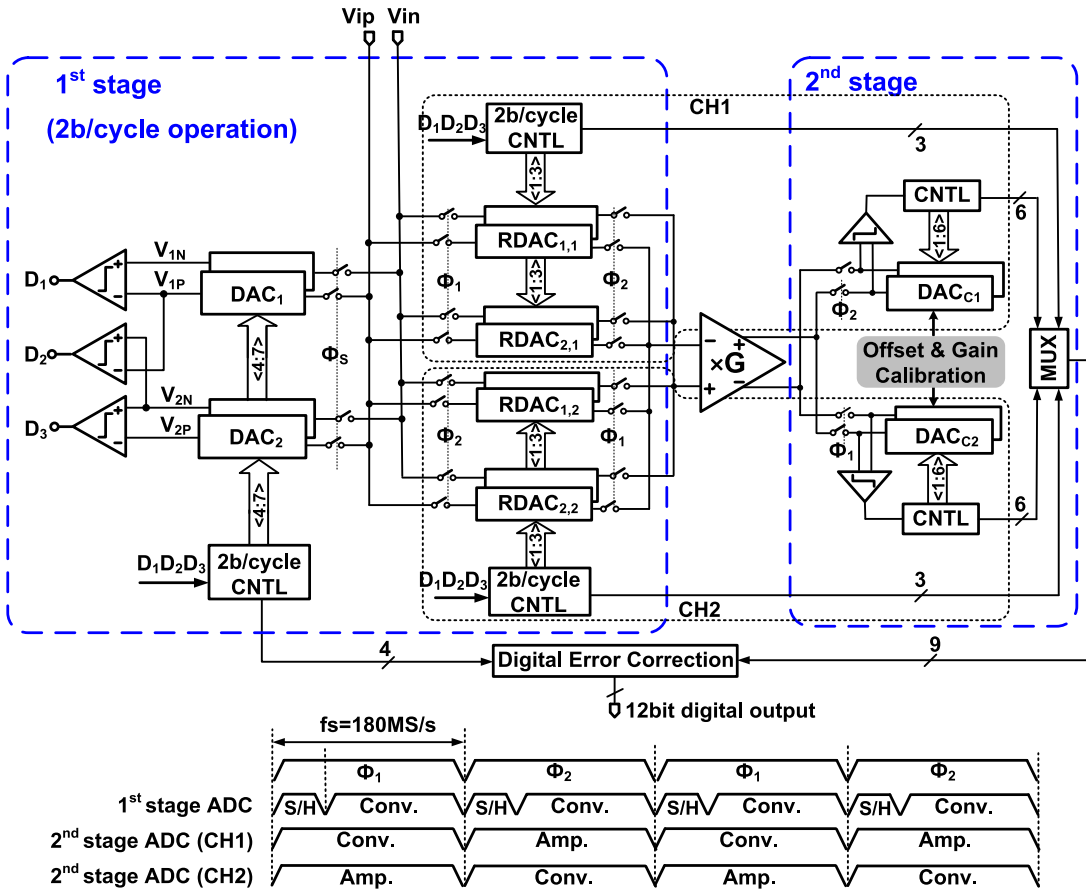 Vip Vin
1st stage
(2b/cycle operation)
2nd stage
CH1
D1D2D3
2b/cycle
CNTL
3
<1:3>
CNTL
6
<1:6>
RDAC1,1
Φ1
Φ2
<1:3>
RDAC2,1
V1N
D1
V1P
DAC1
ΦS
D2
<4:7>
V2N
D3
V2P
DAC2
<4:7>
DACC1
Φ2
×G
Offset & Gain
Calibration
MUX
RDAC1,2
Φ2
Φ1
<1:3>
RDAC2,2
DACC2
Φ1
<1:6>
CNTL
6
<1:3>
D1D2D3
2b/cycle
CNTL
D1D2D3
2b/cycle
CNTL
3
CH2
4
Digital Error Correction
9
12bit digital output
fs=180MS/s
Φ1 Φ2 Φ1 Φ2
1st stage ADC S/H Conv. S/H Conv. S/H Conv. S/H Conv.
2nd stage ADC (CH1) Conv. Amp. Conv. Amp.
2nd stage ADC (CH2) Amp. Conv. Amp. Conv.